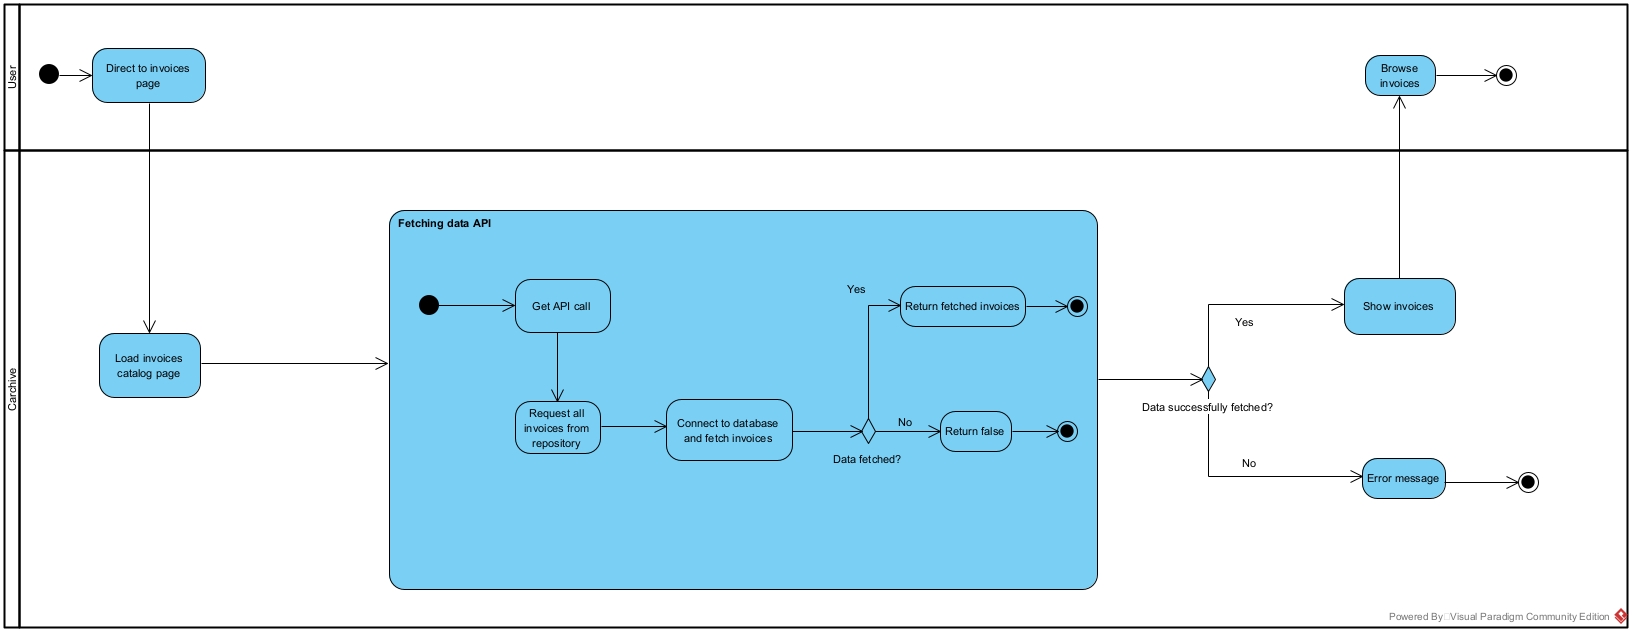 User
Direct to invoices
page
Browse
invoices
Carchive
Load invoices
catalog page
Fetching data API
Get API call
Request all
invoices from
repository
Connect to database
and fetch invoices
Data fetched?
Yes
Return fetched invoices
No
Return false
Data successfully fetched?
Yes
Show invoices
No
Error message
Powered By Visual Paradigm Community Edition